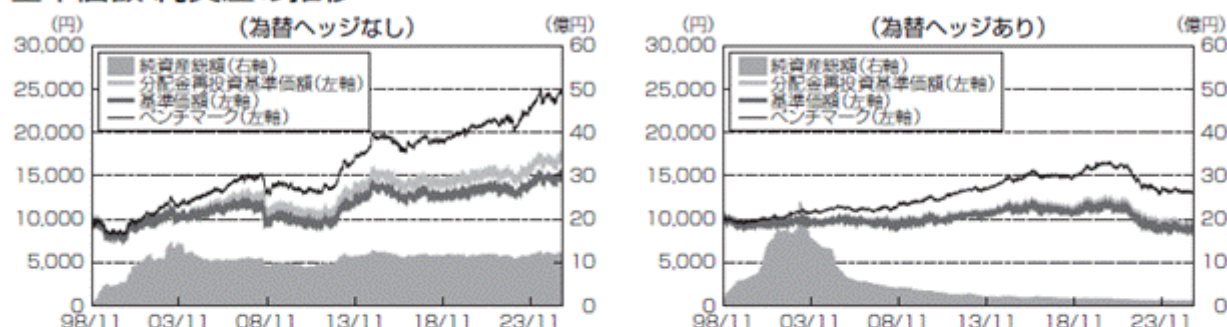 (円) (為替ヘッジなし) (億円)
30,000 60
純資産総額(右軸)
分配金再投資基準価額(左軸)
基準価額(左軸)
ベンチマーク(左軸)
25,000 50
20,000 40
15,000 30
10,000 20
5,000 10
0 0
98/11 03/11 08/11 13/11 18/11 23/11
(円) (為替ヘッジあり) (億円)
30,000 60
純資産総額(右軸)
分配金再投資基準価額(左軸)
基準価額(左軸)
ベンチマーク(左軸)
25,000 50
20,000 40
15,000 30
10,000 20
5,000 10
0 0
98/11 03/11 08/11 13/11 18/11 23/11